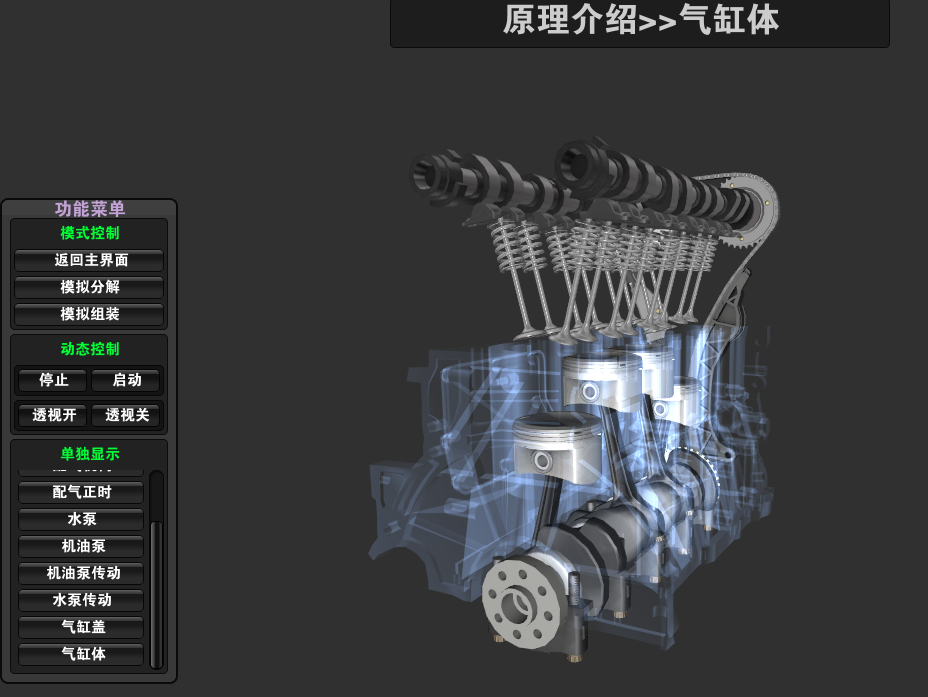 原理介绍>>气缸体
功能菜单
模式控制
返回主界面
模拟分解
模拟组装
动态控制
停止 启动
透视开 透视关
单独显示
配气正时
水泵
机油泵
机油泵传动
水泵传动
气缸盖
气缸体